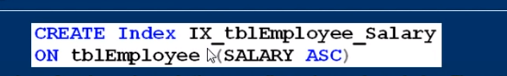 CREATE Index IX_tblEmployee_Salary
ON tblEmployee (SALARY ASC)